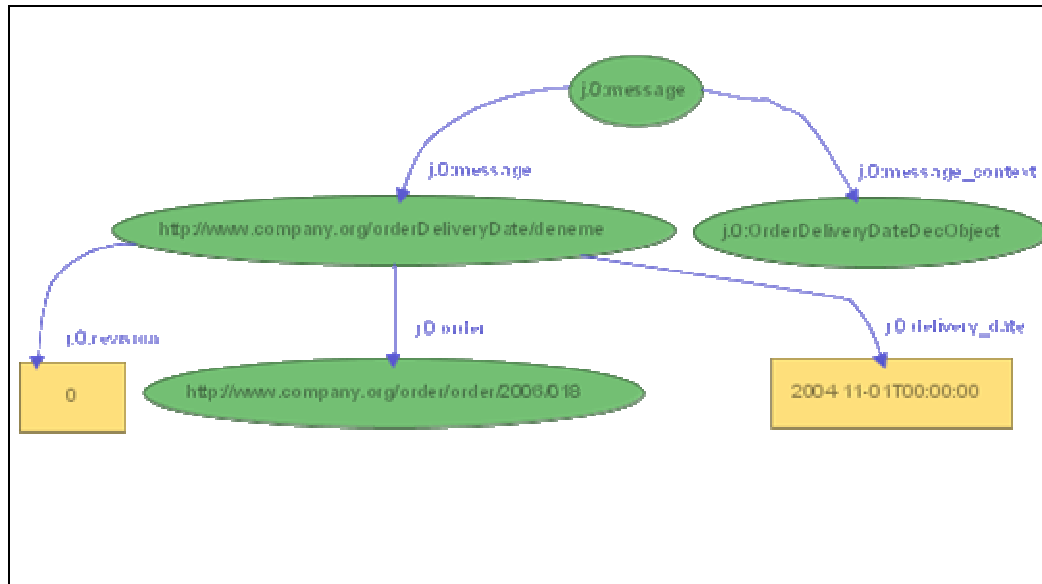 j.0:message
j.0:message
j.0:message_context
http://www.company.org/orderDeliveryDate/deneme
j.0:OrderDeliveryDateDecObject
j.0:revision
j.0:order
j.0:delivery_date
0
http://www.company.org/order/order/2006/018
2004-11-01T00:00:00